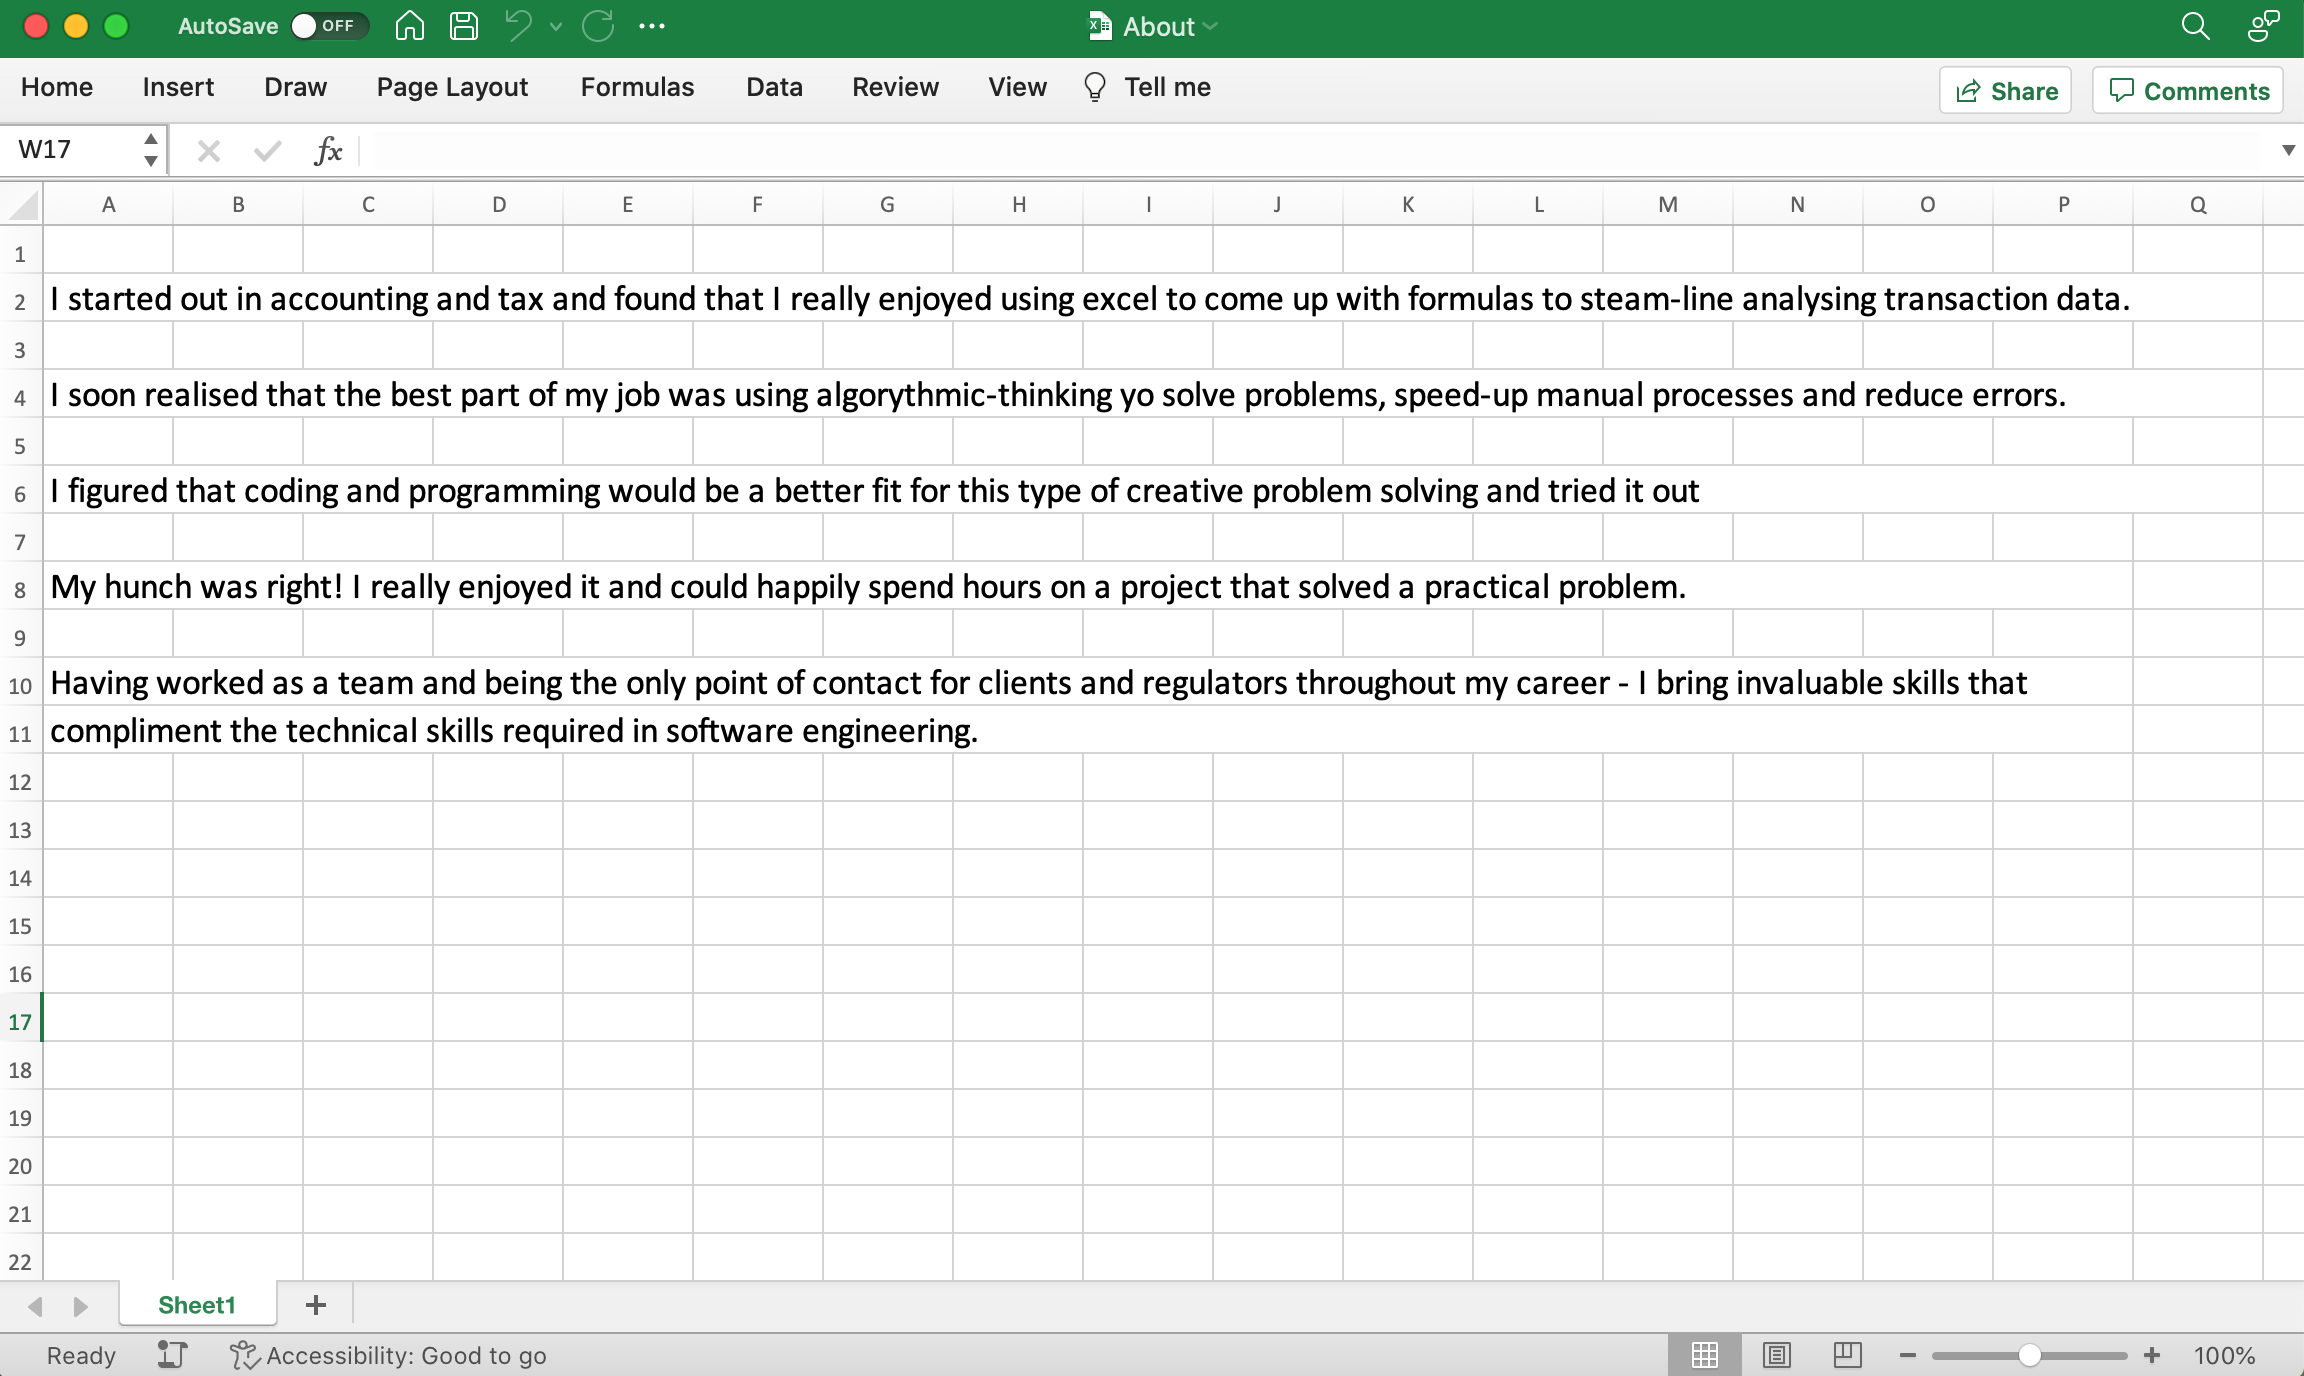 AutoSave OFF About
Home Insert Draw Page Layout Formulas Data Review View Tell me Share Comments
W17 fx
A B C D E F G H I J K L M N O P Q
1
2 I started out in accounting and tax and found that I really enjoyed using excel to come up with formulas to steam-line analysing transaction data.
3
4 I soon realised that the best part of my job was using algorythmic-thinking yo solve problems, speed-up manual processes and reduce errors.
5
6 I figured that coding and programming would be a better fit for this type of creative problem solving and tried it out
7
8 My hunch was right! I really enjoyed it and could happily spend hours on a project that solved a practical problem.
9
10 Having worked as a team and being the only point of contact for clients and regulators throughout my career - I bring invaluable skills that
11 compliment the technical skills required in software engineering.
12
13
14
15
16
17
18
19
20
21
22
Sheet1
Ready Accessibility: Good to go 100%